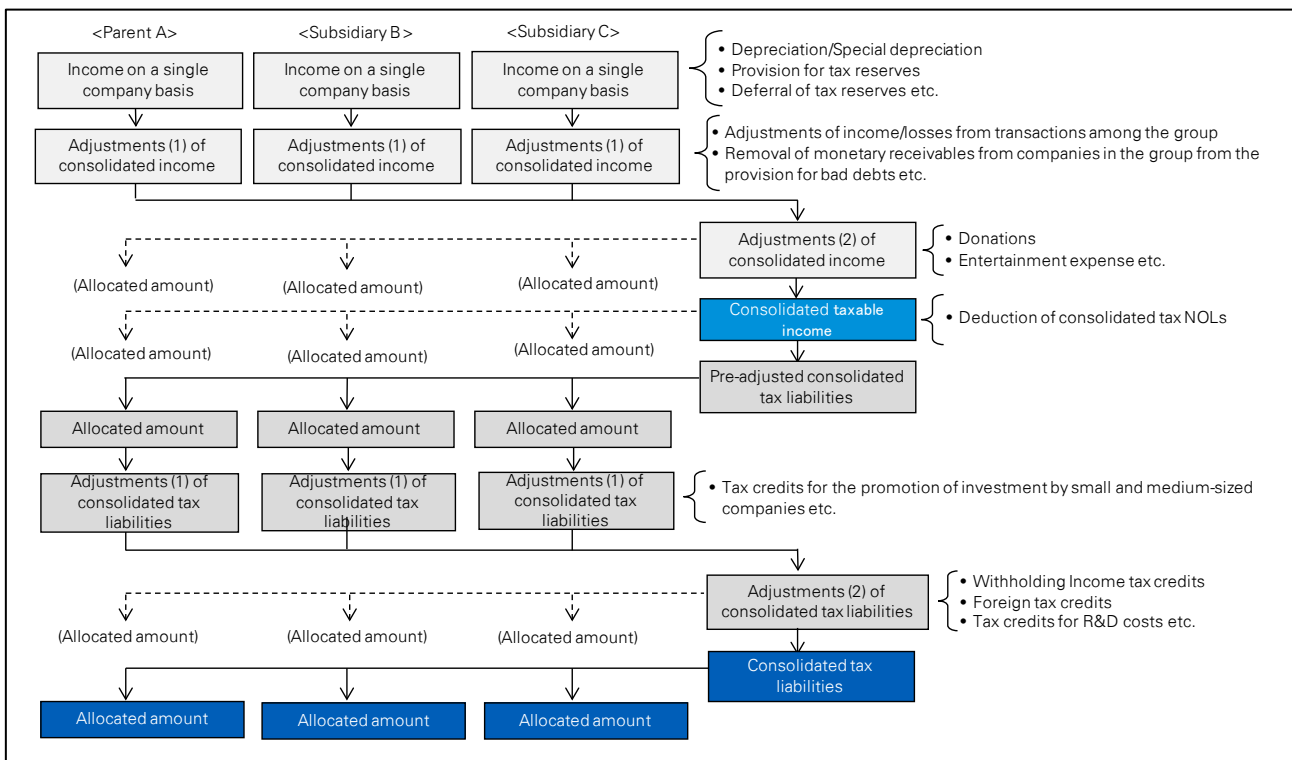 <Parent A>
<Subsidiary B>
<Subsidiary C>
Income on a single
company basis
Income on a single
company basis
Income on a single
company basis
• Depreciation/Special depreciation
• Provision for tax reserves
• Deferral of tax reserves etc.
Adjustments (1) of
consolidated income
Adjustments (1) of
consolidated income
Adjustments (1) of
consolidated income
• Adjustments of income/losses from transactions among the group
• Removal of monetary receivables from companies in the group from the
provision for bad debts etc.
Adjustments (2) of
consolidated income
• Donations
• Entertainment expense etc.
(Allocated amount)
(Allocated amount)
(Allocated amount)
Consolidated taxable
income
• Deduction of consolidated tax NOLs
(Allocated amount)
(Allocated amount)
(Allocated amount)
Pre-adjusted consolidated
tax liabilities
Allocated amount
Allocated amount
Allocated amount
Adjustments (1) of
consolidated tax
liabilities
Adjustments (1) of
consolidated tax
liabilities
Adjustments (1) of
consolidated tax
liabilities
• Tax credits for the promotion of investment by small and medium-sized
companies etc.
Adjustments (2) of
consolidated tax liabilities
• Withholding Income tax credits
• Foreign tax credits
• Tax credits for R&D costs etc.
(Allocated amount)
(Allocated amount)
(Allocated amount)
Consolidated tax
liabilities
Allocated amount
Allocated amount
Allocated amount